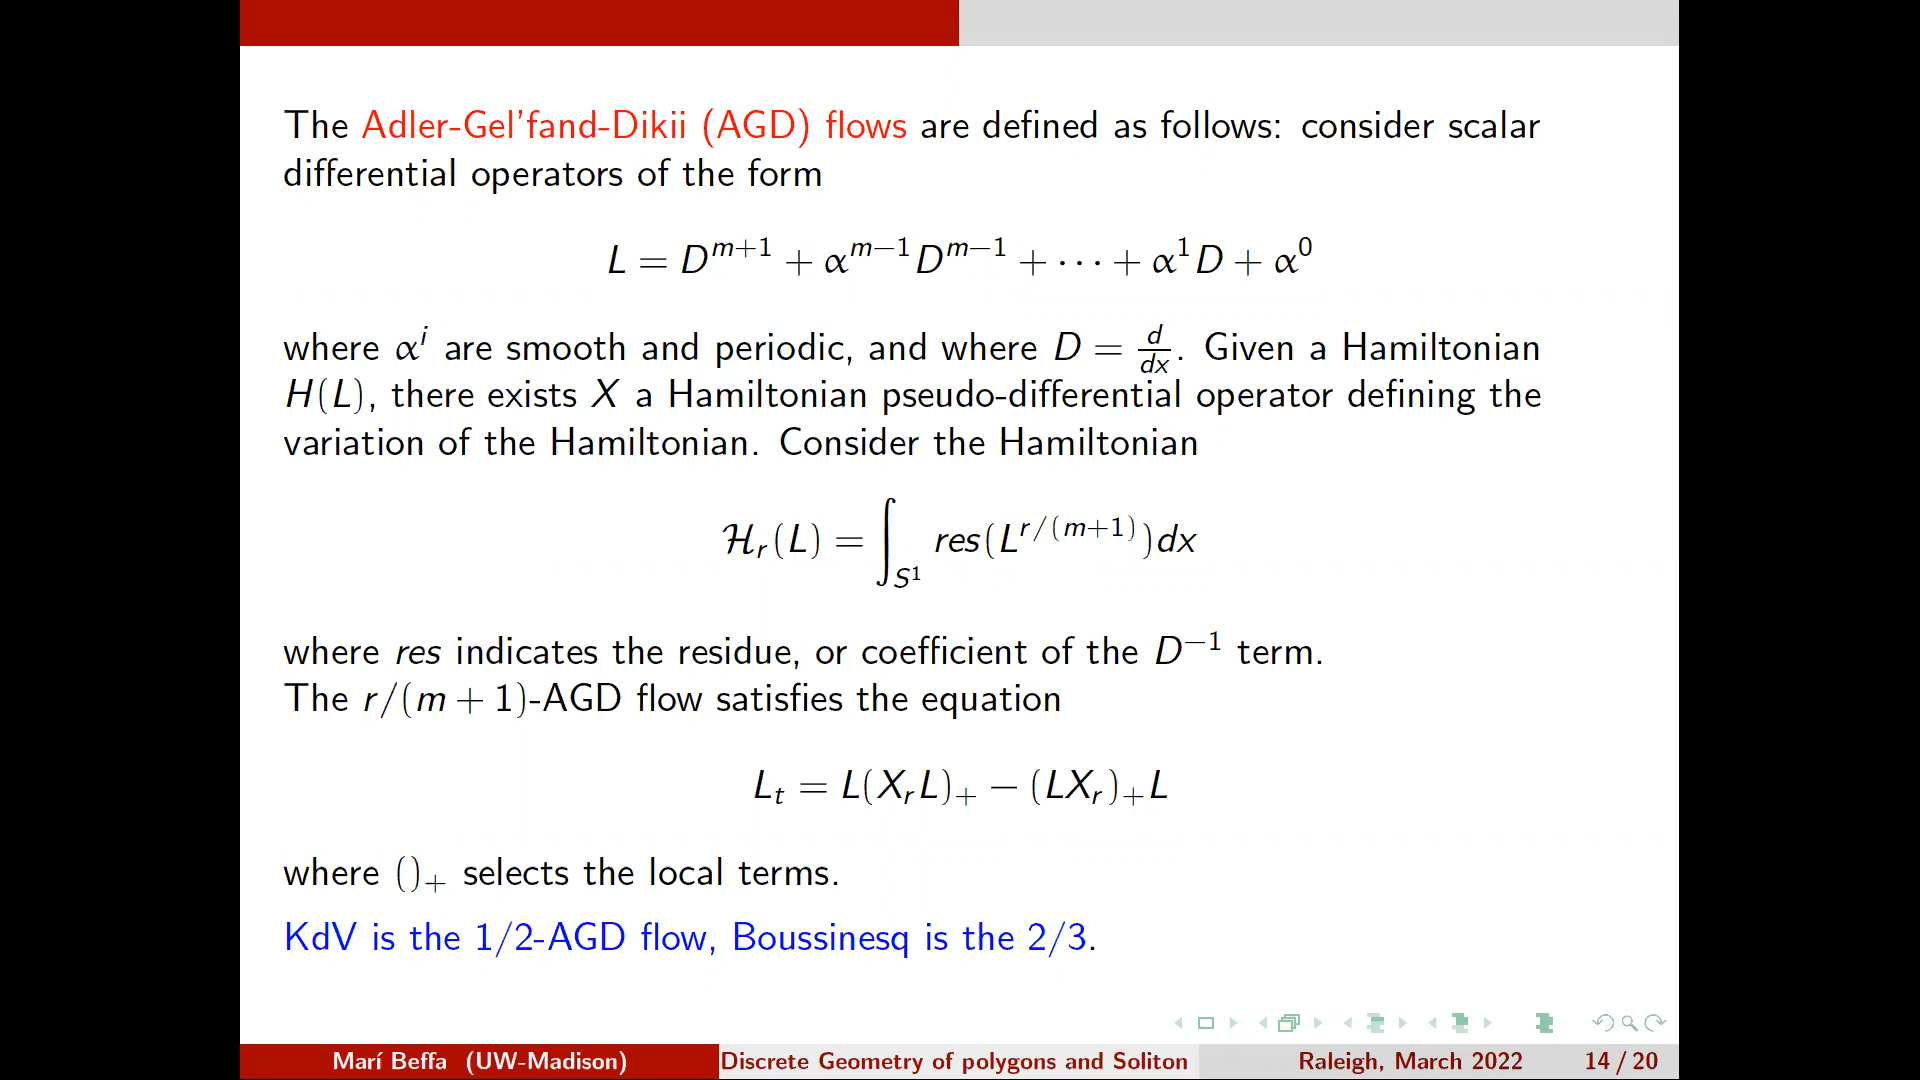 The Adler-Gel'fand-Dikii (AGD) flows are defined as follows: consider scalar
differential operators of the form
L = D^{m+1} + α^{m−1}D^{m−1} + ··· + α^1 D + α^0
where α^i are smooth and periodic, and where D = \frac{d}{dx}. Given a Hamiltonian
H(L), there exists X a Hamiltonian pseudo-differential operator defining the
variation of the Hamiltonian. Consider the Hamiltonian
ℋ_r(L) = ∫_{S^1} res(L^{r/(m+1)})dx
where res indicates the residue, or coefficient of the D^{−1} term.
The r/(m + 1)-AGD flow satisfies the equation
L_t = L(X_r L)_+ − (LX_r)_+ L
where ()_+ selects the local terms.
KdV is the 1/2-AGD flow, Boussinesq is the 2/3.
Marí Beffa (UW-Madison) Discrete Geometry of polygons and Soliton Raleigh, March 2022 14 / 20